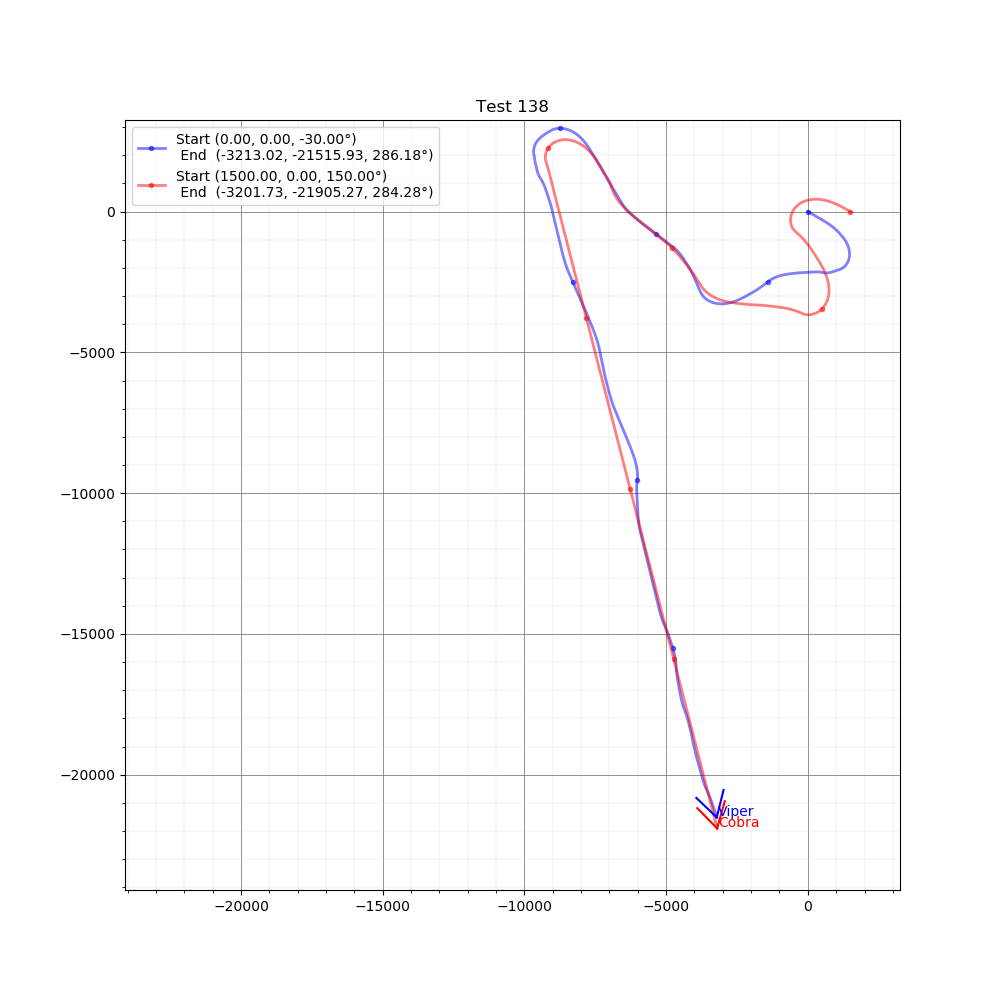 Test 138
Start (0.00, 0.00, -30.00°)
End  (-3213.02, -21515.93, 286.18°)
Start (1500.00, 0.00, 150.00°)
End  (-3201.73, -21905.27, 284.28°)
0
−5000
−10000
−15000
−20000
Viper
Cobra
−20000 −15000 −10000 −5000 0